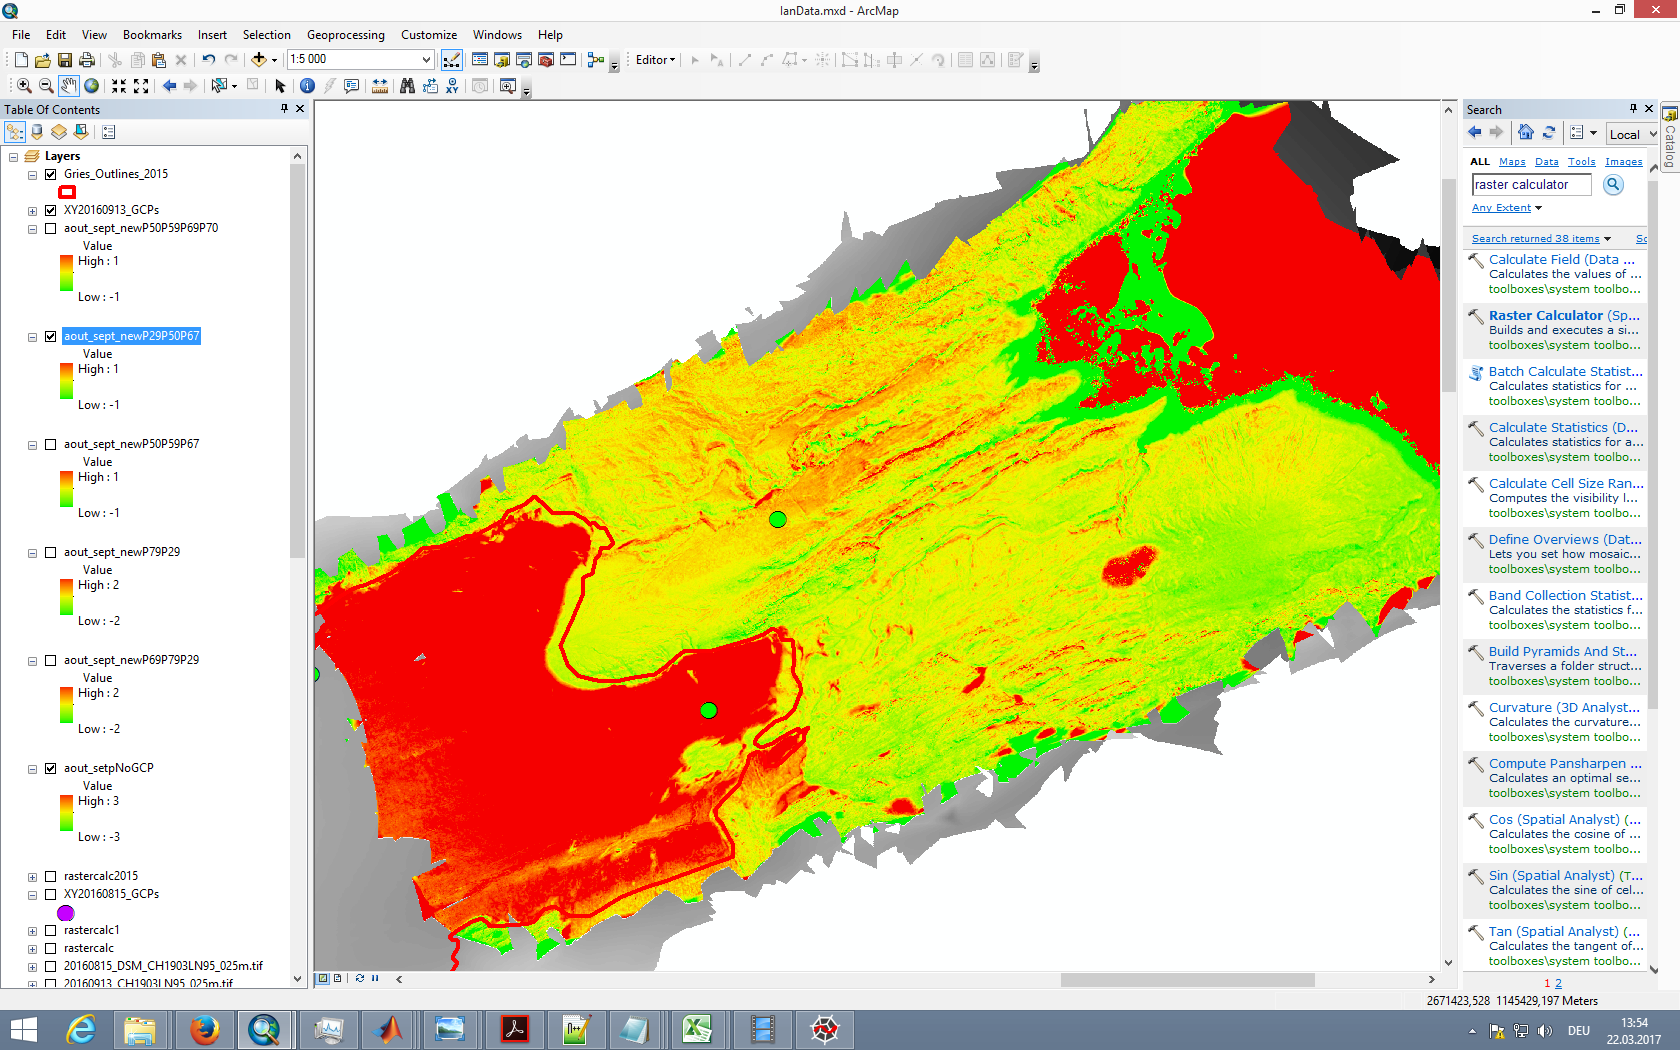 IanData.mxd - ArcMap
File Edit View Bookmarks Insert Selection Geoprocessing Customize Windows Help
1:5 000
Editor
Table Of Contents
Layers
Gries_Outlines_2015
XY20160913_GCPs
aout_sept_newP50P59P69P70
Value
High : 1
Low : -1
aout_sept_newP29P50P67
Value
High : 1
Low : -1
aout_sept_newP50P59P67
Value
High : 1
Low : -1
aout_sept_newP79P29
Value
High : 2
Low : -2
aout_sept_newP69P79P29
Value
High : 2
Low : -2
aout_setpNoGCP
Value
High : 3
Low : -3
rastercalc2015
XY20160815_GCPs
rastercalc1
rastercalc
20160815_DSM_CH1903LN95_025m.tif
20160913_CH1903LN95_025m.tif
Search
Local
ALL Maps Data Tools Images
raster calculator
Any Extent
Search returned 38 items Sc
Calculate Field (Data ...
Calculates the values of ...
toolboxes\system toolbo...
Raster Calculator (Sp...
Builds and executes a si...
toolboxes\system toolbo...
Batch Calculate Statist...
Calculates statistics for ...
toolboxes\system toolbo...
Calculate Statistics (D...
Calculates statistics for a...
toolboxes\system toolbo...
Calculate Cell Size Ran...
Computes the visibility l...
toolboxes\system toolbo...
Define Overviews (Dat...
Lets you set how mosaic...
toolboxes\system toolbo...
Band Collection Statist...
Calculates the statistics f...
toolboxes\system toolbo...
Build Pyramids And St...
Traverses a folder struct...
toolboxes\system toolbo...
Curvature (3D Analyst...
Calculates the curvature...
toolboxes\system toolbo...
Compute Pansharpen ...
Calculates an optimal se...
toolboxes\system toolbo...
Cos (Spatial Analyst) (...
Calculates the cosine of ...
toolboxes\system toolbo...
Sin (Spatial Analyst) (T...
Calculates the sine of cel...
toolboxes\system toolbo...
Tan (Spatial Analyst) (...
Calculates the tangent of...
toolboxes\system toolbo...
1 2
Catalog
2671423,528 1145429,197 Meters
DEU
13:54
22.03.2017